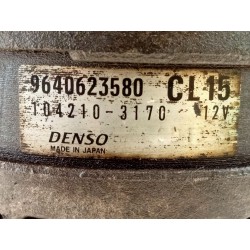 9640623580 CL15
104210-3170 12V
DENSO
MADE IN JAPAN